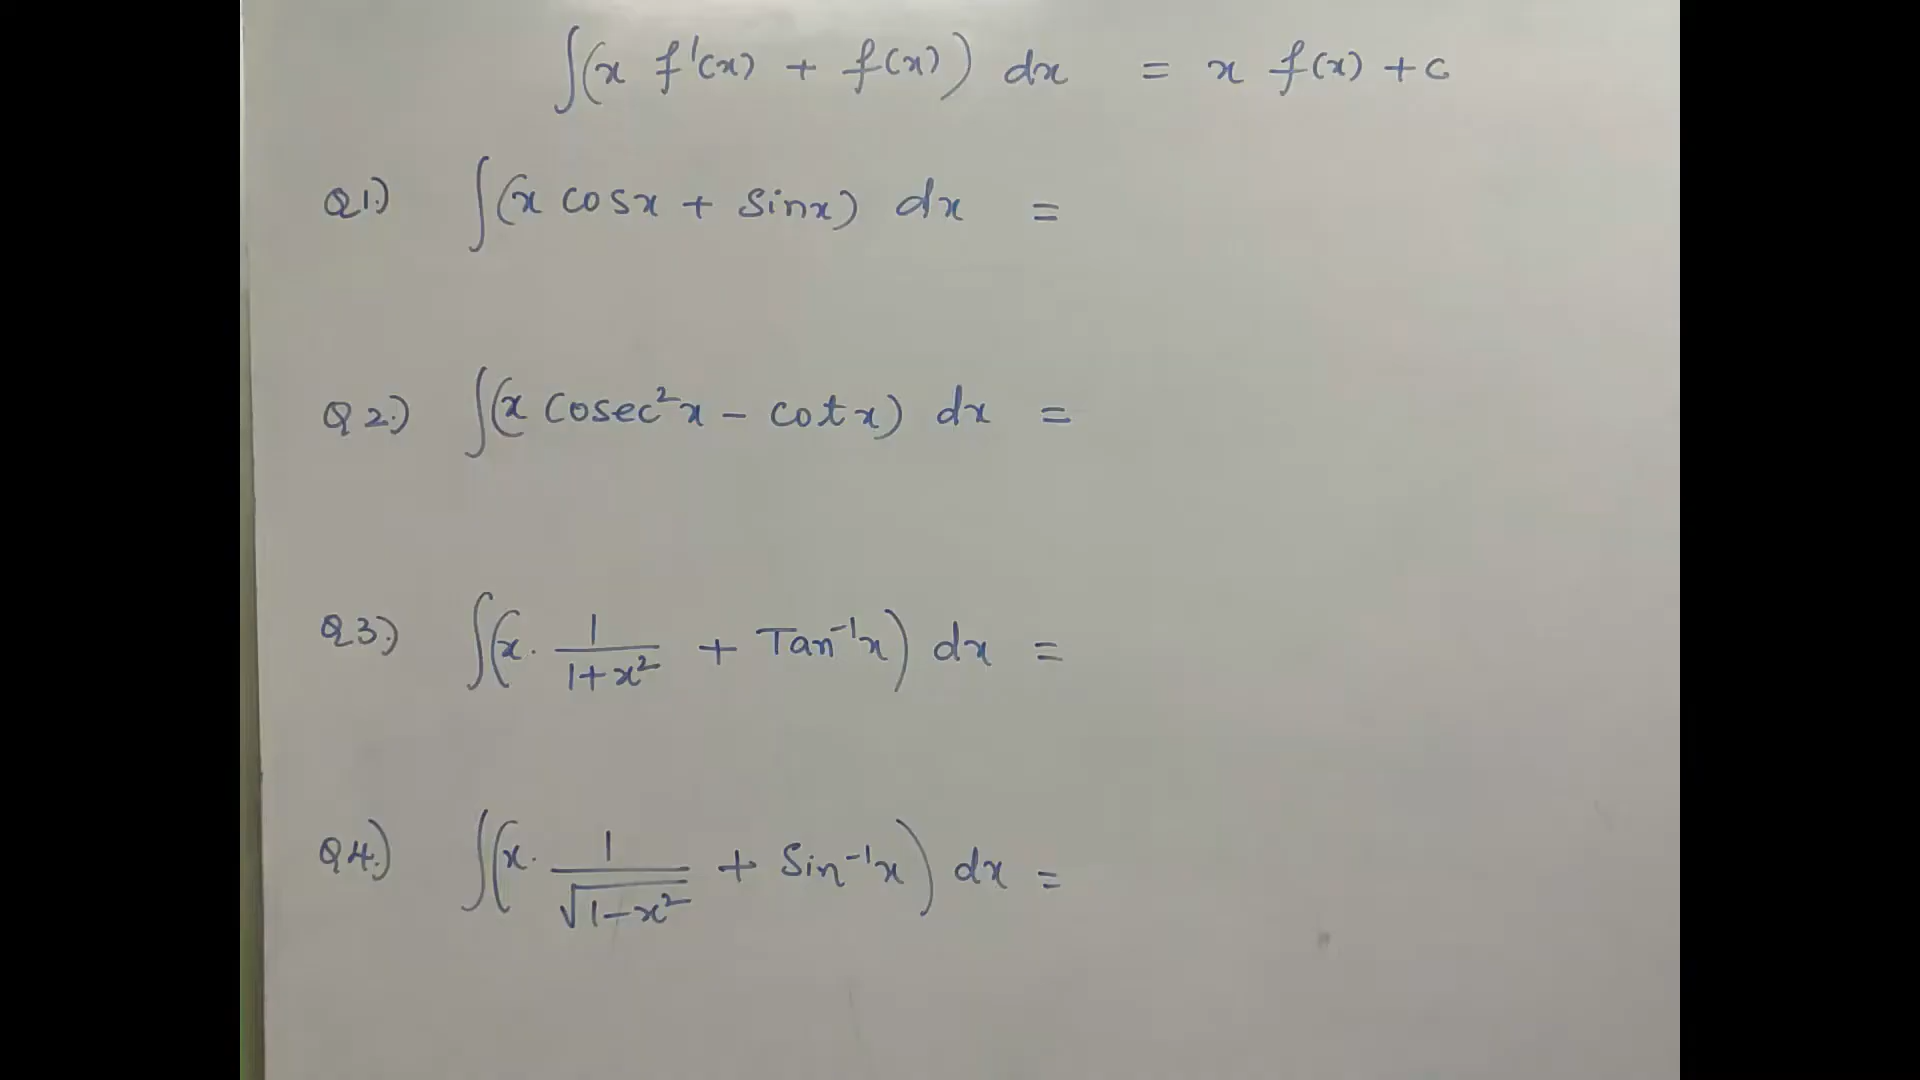 ∫(x f'(x) + f(x)) dx = x f(x) + c
Q1.) ∫(x cosx + sinx) dx =
Q2.) ∫(x cosec²x - cotx) dx =
Q3.) ∫(x. 1/(1+x²) + Tan⁻¹x) dx =
Q4.) ∫(x. 1/√(1-x²) + Sin⁻¹x) dx =